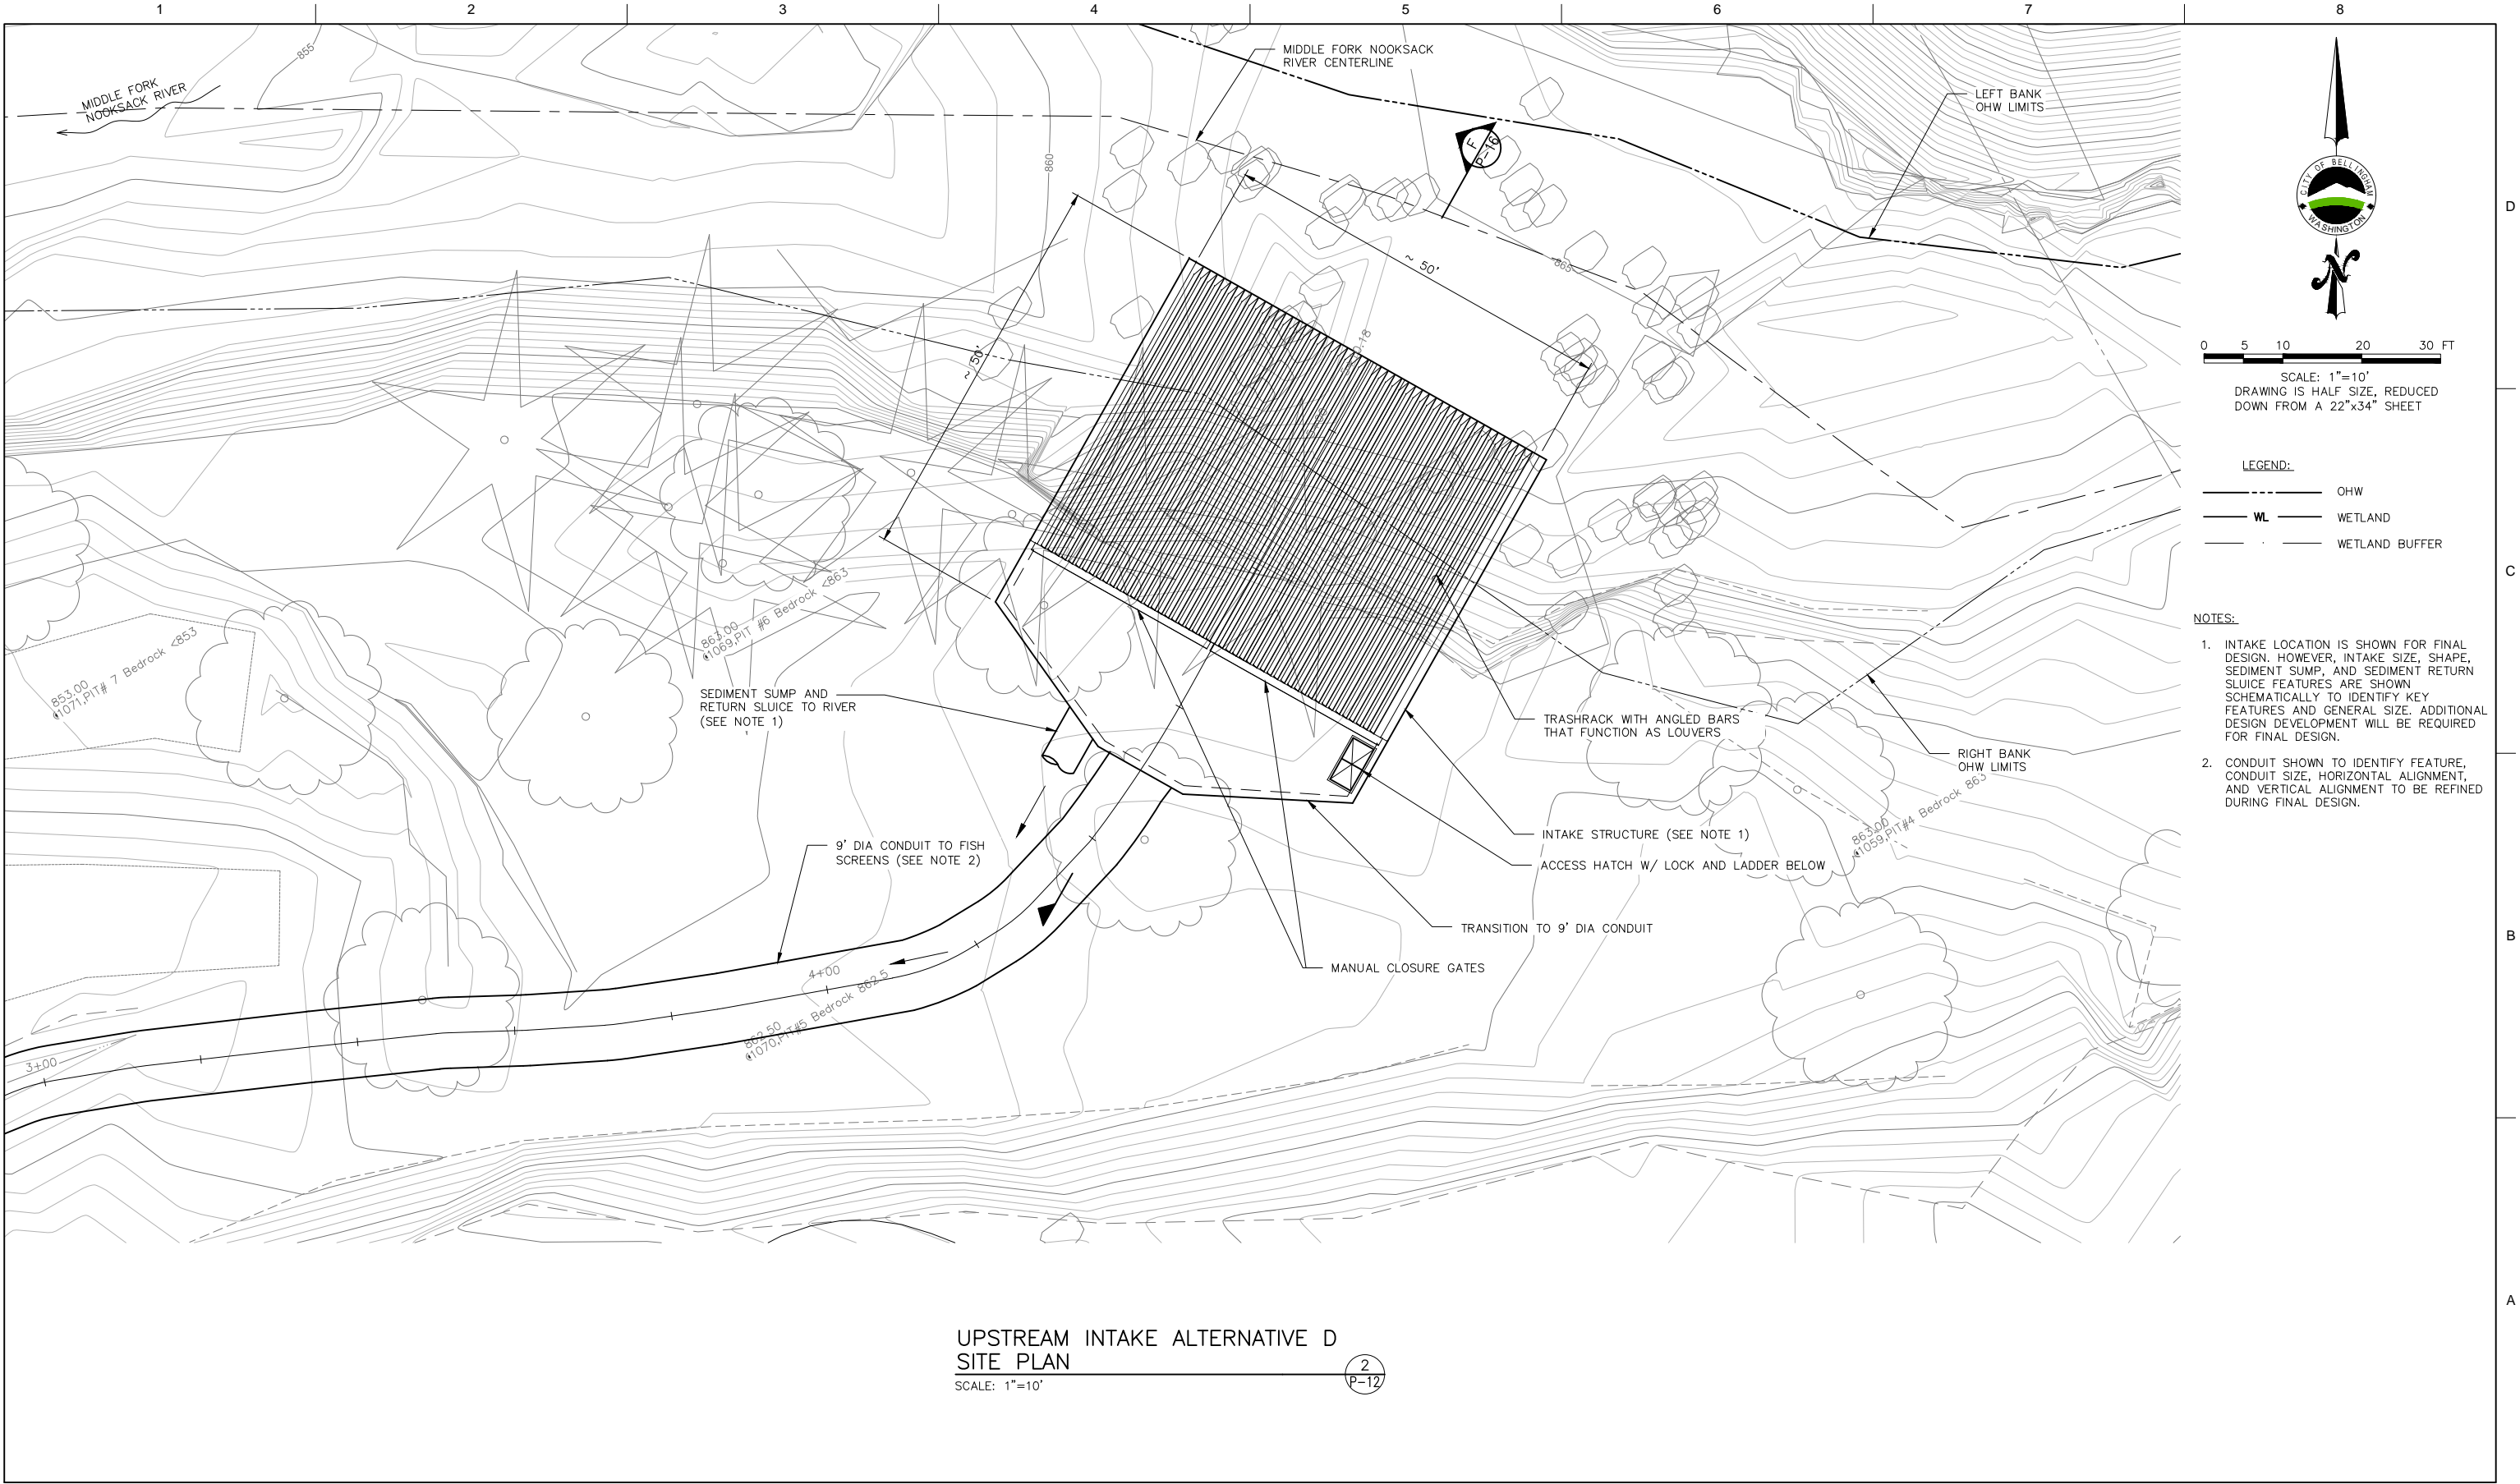 1 2 3 4 5 6 7 8
855
MIDDLE FORK
NOOKSACK RIVER
MIDDLE FORK NOOKSACK
RIVER CENTERLINE
LEFT BANK
OHW LIMITS
F
P-16
860
865
~ 50'
~ 50'
D
C
B
A
CITY OF BELLINGHAM
WASHINGTON
N
0 5 10 20 30 FT
SCALE: 1"=10'
DRAWING IS HALF SIZE, REDUCED
DOWN FROM A 22"x34" SHEET
LEGEND:
OHW
WL WETLAND
WETLAND BUFFER
NOTES:
1. INTAKE LOCATION IS SHOWN FOR FINAL
DESIGN. HOWEVER, INTAKE SIZE, SHAPE,
SEDIMENT SUMP, AND SEDIMENT RETURN
SLUICE FEATURES ARE SHOWN
SCHEMATICALLY TO IDENTIFY KEY
FEATURES AND GENERAL SIZE. ADDITIONAL
DESIGN DEVELOPMENT WILL BE REQUIRED
FOR FINAL DESIGN.
2. CONDUIT SHOWN TO IDENTIFY FEATURE,
CONDUIT SIZE, HORIZONTAL ALIGNMENT,
AND VERTICAL ALIGNMENT TO BE REFINED
DURING FINAL DESIGN.
853.00
1071,PIT# 7 Bedrock <853
863.00
1069,PIT #6 Bedrock <863
SEDIMENT SUMP AND
RETURN SLUICE TO RIVER
(SEE NOTE 1)
TRASHRACK WITH ANGLED BARS
THAT FUNCTION AS LOUVERS
RIGHT BANK
OHW LIMITS
863.00
1059,PIT#4 Bedrock 863
INTAKE STRUCTURE (SEE NOTE 1)
9' DIA CONDUIT TO FISH
SCREENS (SEE NOTE 2)
ACCESS HATCH W/ LOCK AND LADDER BELOW
TRANSITION TO 9' DIA CONDUIT
MANUAL CLOSURE GATES
4+00
862.50
1070,PIT#5 Bedrock 862.5
3+00
UPSTREAM INTAKE ALTERNATIVE D
SITE PLAN
SCALE: 1"=10'
2
P-12